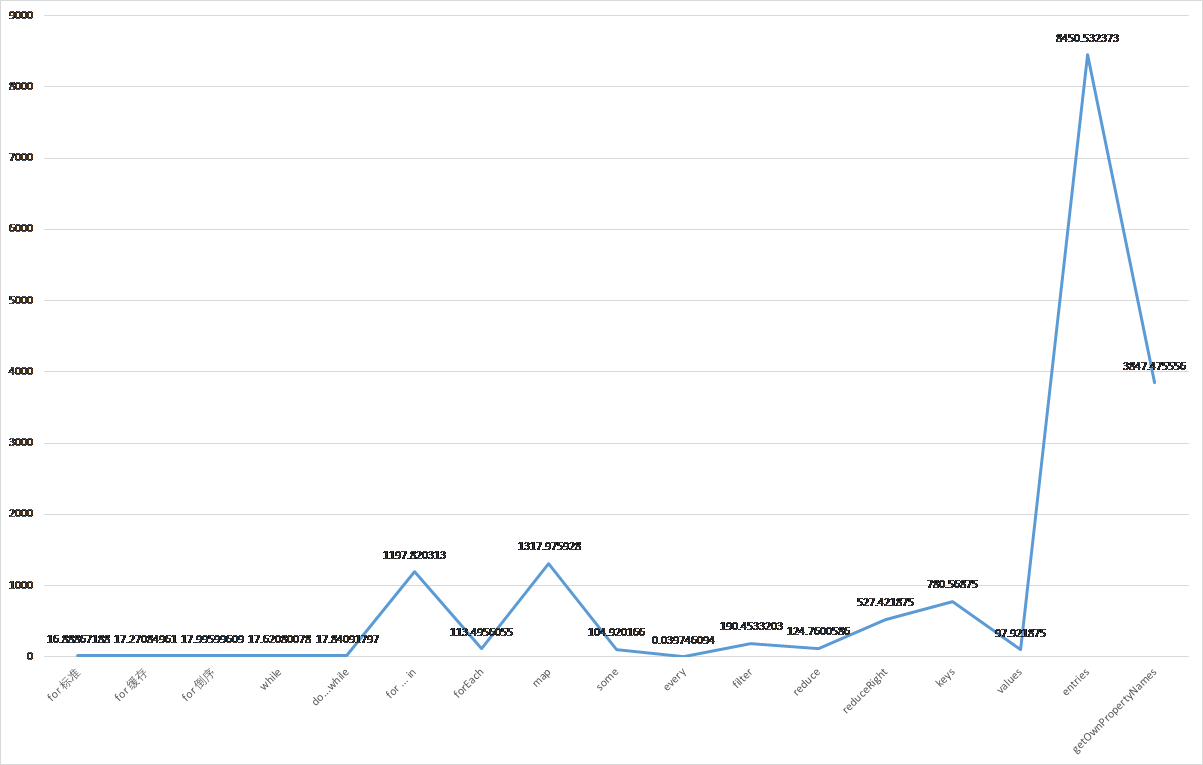 9000
8000
7000
6000
5000
4000
3000
2000
1000
0
16.88867188
17.27084961
17.99599609
17.62080078
17.84091797
1197.820313
113.4956055
1317.975928
104.920166
0.039746094
190.4533203
124.7600586
527.421875
780.56875
97.921875
8450.532373
3847.475556
for 标准
for 缓存
for 倒序
while
do...while
for ... in
forEach
map
some
every
filter
reduce
reduceRight
keys
values
entries
getOwnPropertyNames